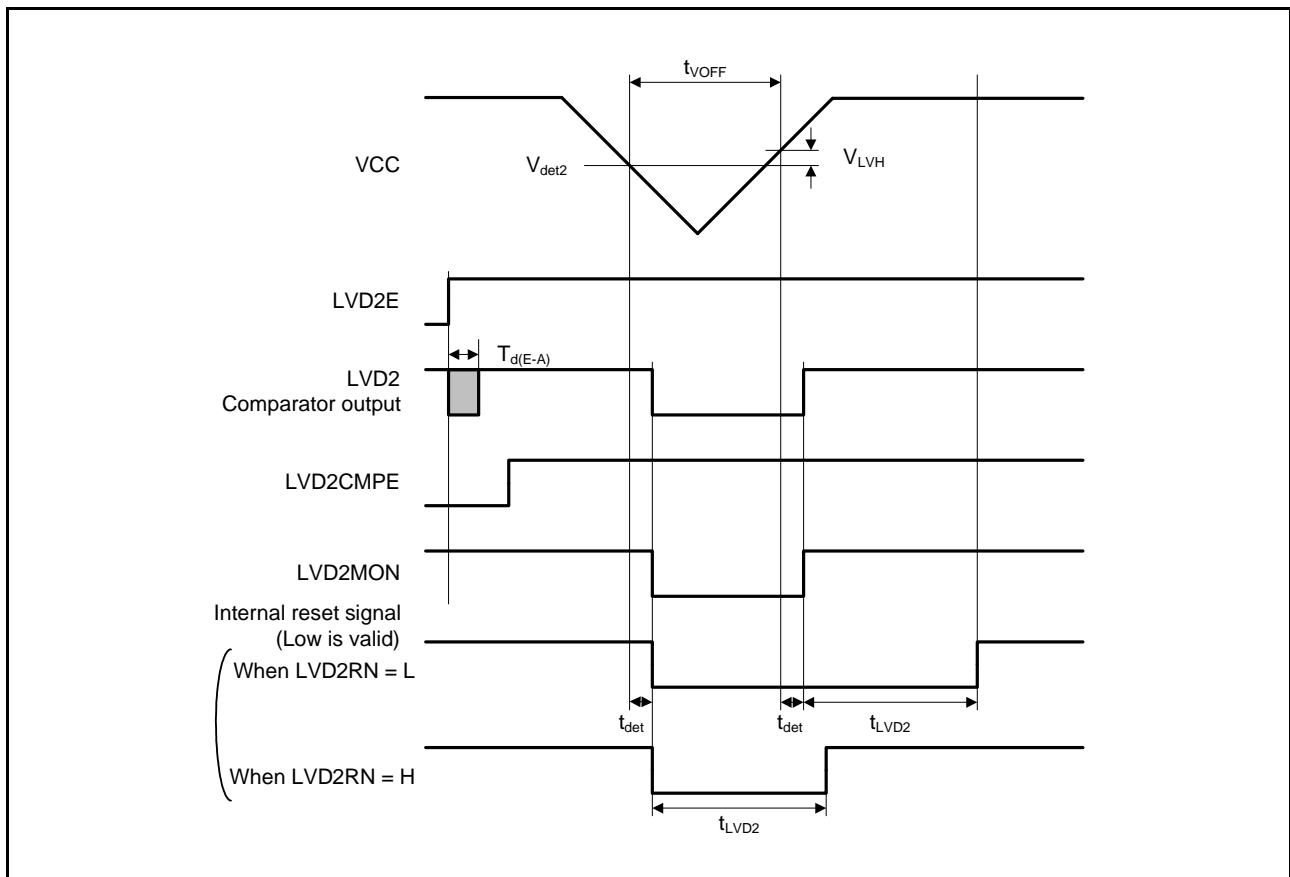 tVOFF
VCC
Vdet2
VLVH
LVD2E
Td(E-A)
LVD2
Comparator output
LVD2CMPE
LVD2MON
Internal reset signal
(Low is valid)
When LVD2RN = L
tdet
tdet
tLVD2
When LVD2RN = H
tLVD2